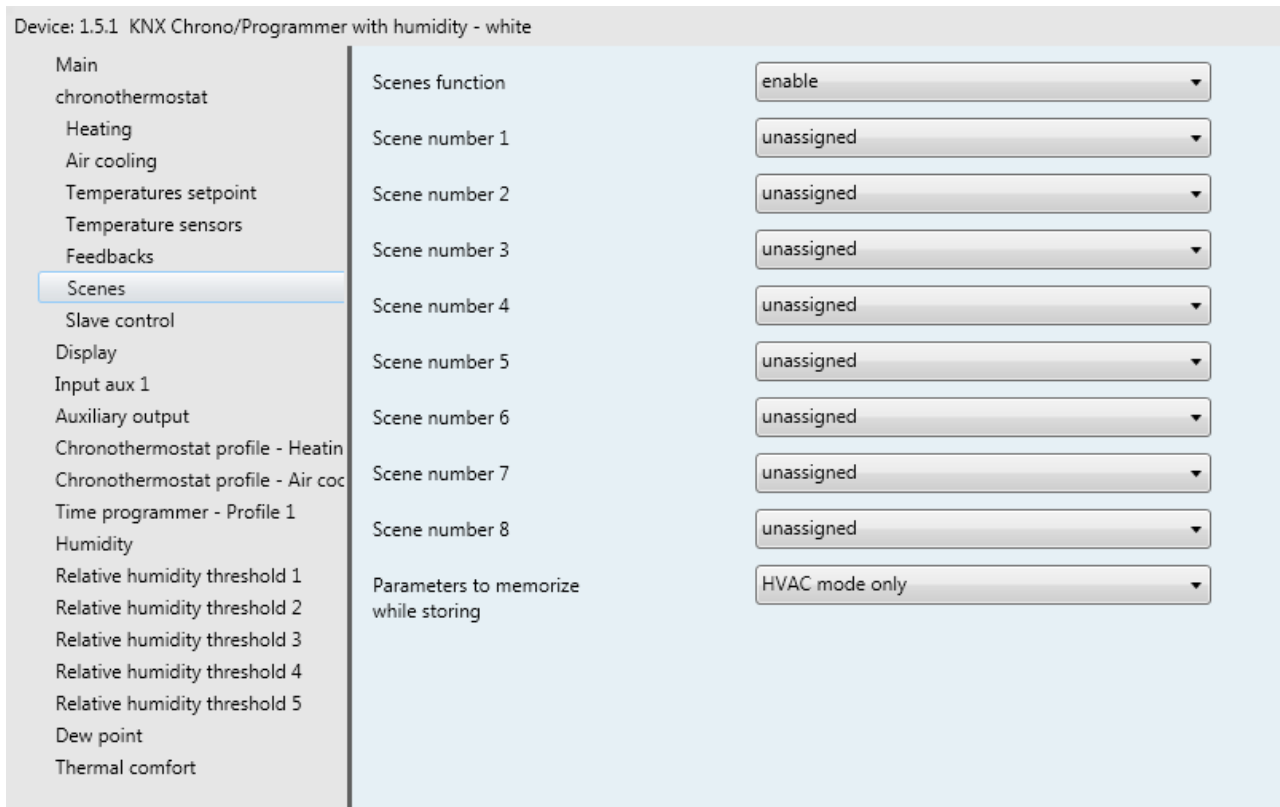 Device: 1.5.1 KNX Chrono/Programmer with humidity - white
Main
chronothermostat
Heating
Air cooling
Temperatures setpoint
Temperature sensors
Feedbacks
Scenes
Slave control
Display
Input aux 1
Auxiliary output
Chronothermostat profile - Heatin
Chronothermostat profile - Air coc
Time programmer - Profile 1
Humidity
Relative humidity threshold 1
Relative humidity threshold 2
Relative humidity threshold 3
Relative humidity threshold 4
Relative humidity threshold 5
Dew point
Thermal comfort
Scenes function enable
Scene number 1 unassigned
Scene number 2 unassigned
Scene number 3 unassigned
Scene number 4 unassigned
Scene number 5 unassigned
Scene number 6 unassigned
Scene number 7 unassigned
Scene number 8 unassigned
Parameters to memorize HVAC mode only
while storing